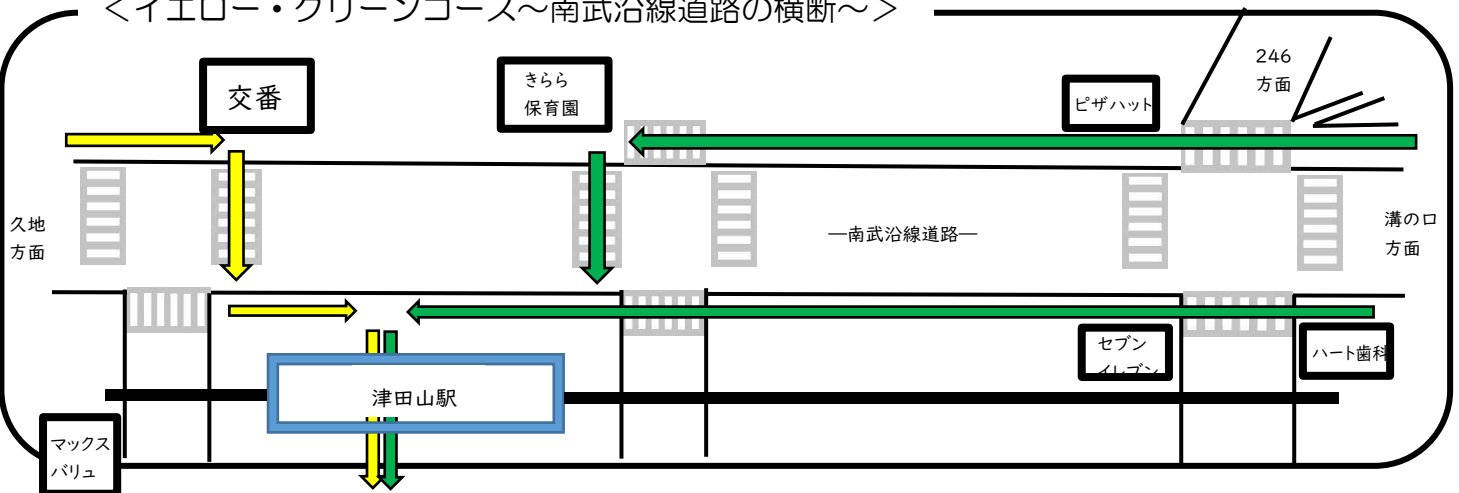 ＜イエロー・グリーンコース～南武沿線道路の横断～＞
246
方面
交番
きらら
保育園
ピザハット
久地
方面
―南武沿線道路―
溝の口
方面
セブン
イレブン
ハート歯科
津田山駅
マックス
バリュ